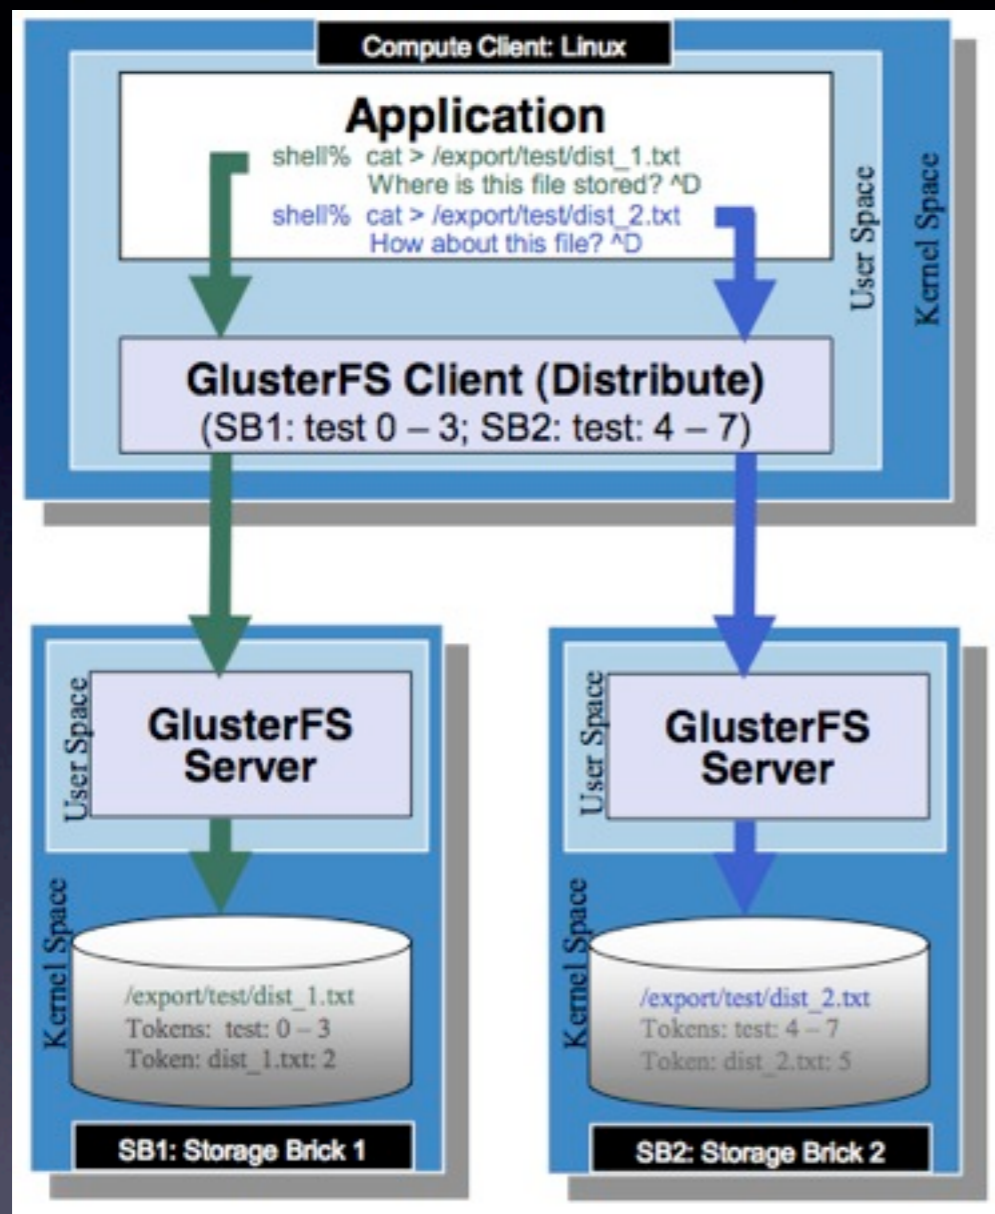 Compute Client: Linux
Application
shell% cat > /export/test/dist_1.txt
Where is this file stored? ^D
shell% cat > /export/test/dist_2.txt
How about this file? ^D
User Space
Kernel Space
GlusterFS Client (Distribute)
(SB1: test 0 – 3; SB2: test: 4 – 7)
User Space
GlusterFS
Server
Kernel Space
/export/test/dist_1.txt
Tokens: test: 0 – 3
Token: dist_1.txt: 2
SB1: Storage Brick 1
User Space
GlusterFS
Server
Kernel Space
/export/test/dist_2.txt
Tokens: test: 4 – 7
Token: dist_2.txt: 5
SB2: Storage Brick 2